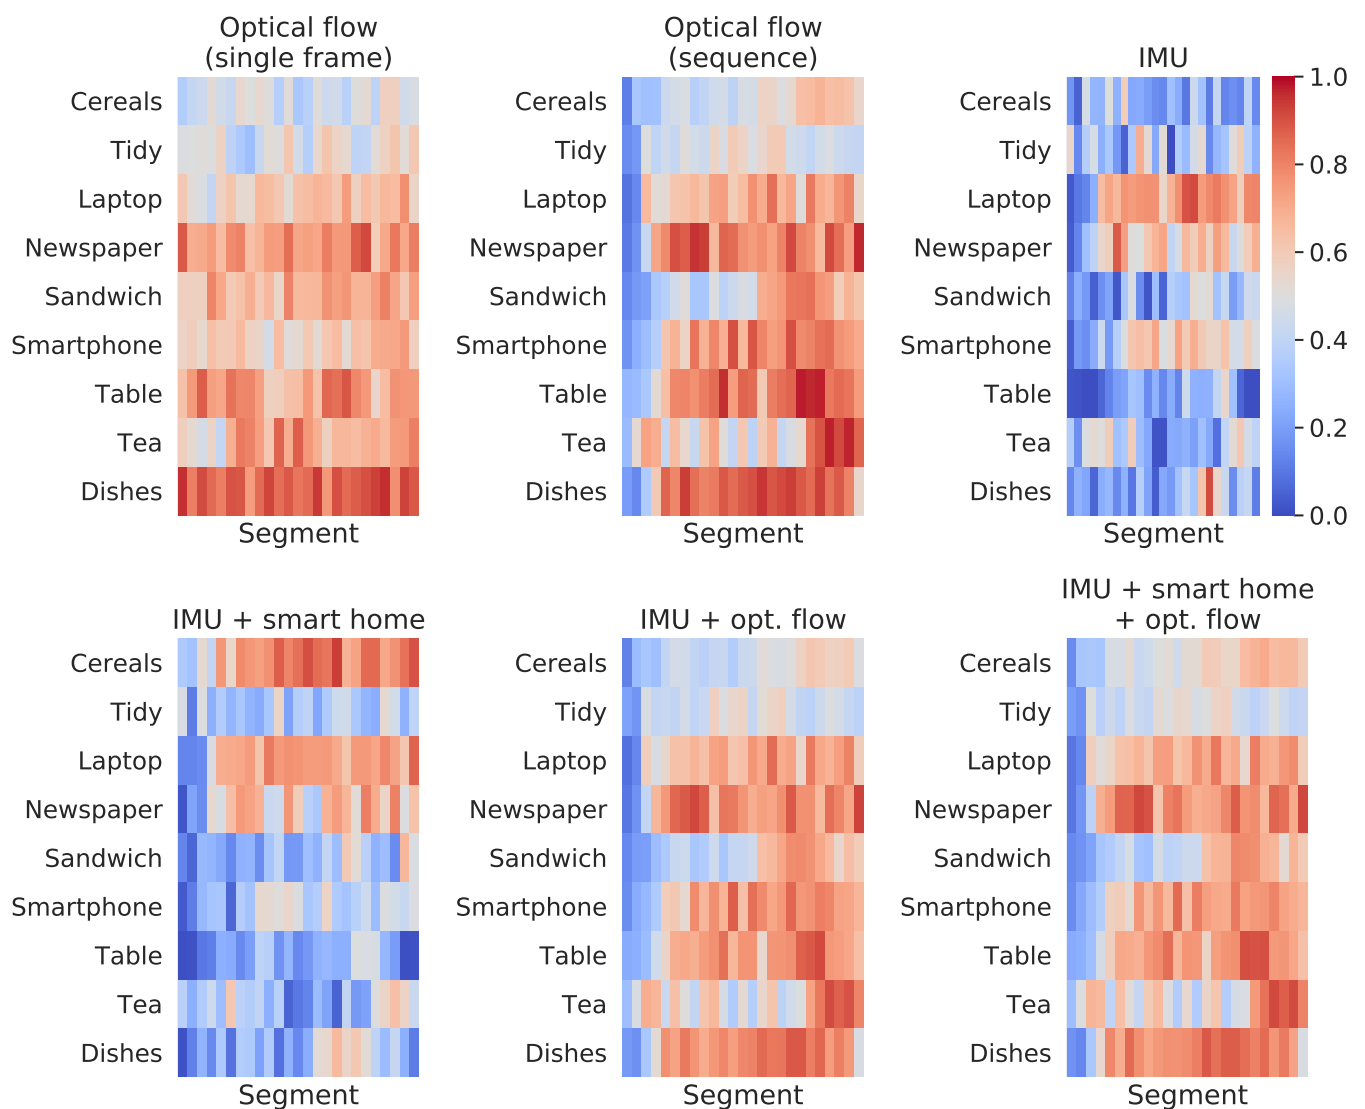 Optical flow
(single frame)
Cereals
Tidy
Laptop
Newspaper
Sandwich
Smartphone
Table
Tea
Dishes
Segment
Optical flow
(sequence)
Cereals
Tidy
Laptop
Newspaper
Sandwich
Smartphone
Table
Tea
Dishes
Segment
IMU
Cereals
Tidy
Laptop
Newspaper
Sandwich
Smartphone
Table
Tea
Dishes
Segment
1.0
0.8
0.6
0.4
0.2
0.0
IMU + smart home
Cereals
Tidy
Laptop
Newspaper
Sandwich
Smartphone
Table
Tea
Dishes
Segment
IMU + opt. flow
Cereals
Tidy
Laptop
Newspaper
Sandwich
Smartphone
Table
Tea
Dishes
Segment
IMU + smart home
+ opt. flow
Cereals
Tidy
Laptop
Newspaper
Sandwich
Smartphone
Table
Tea
Dishes
Segment